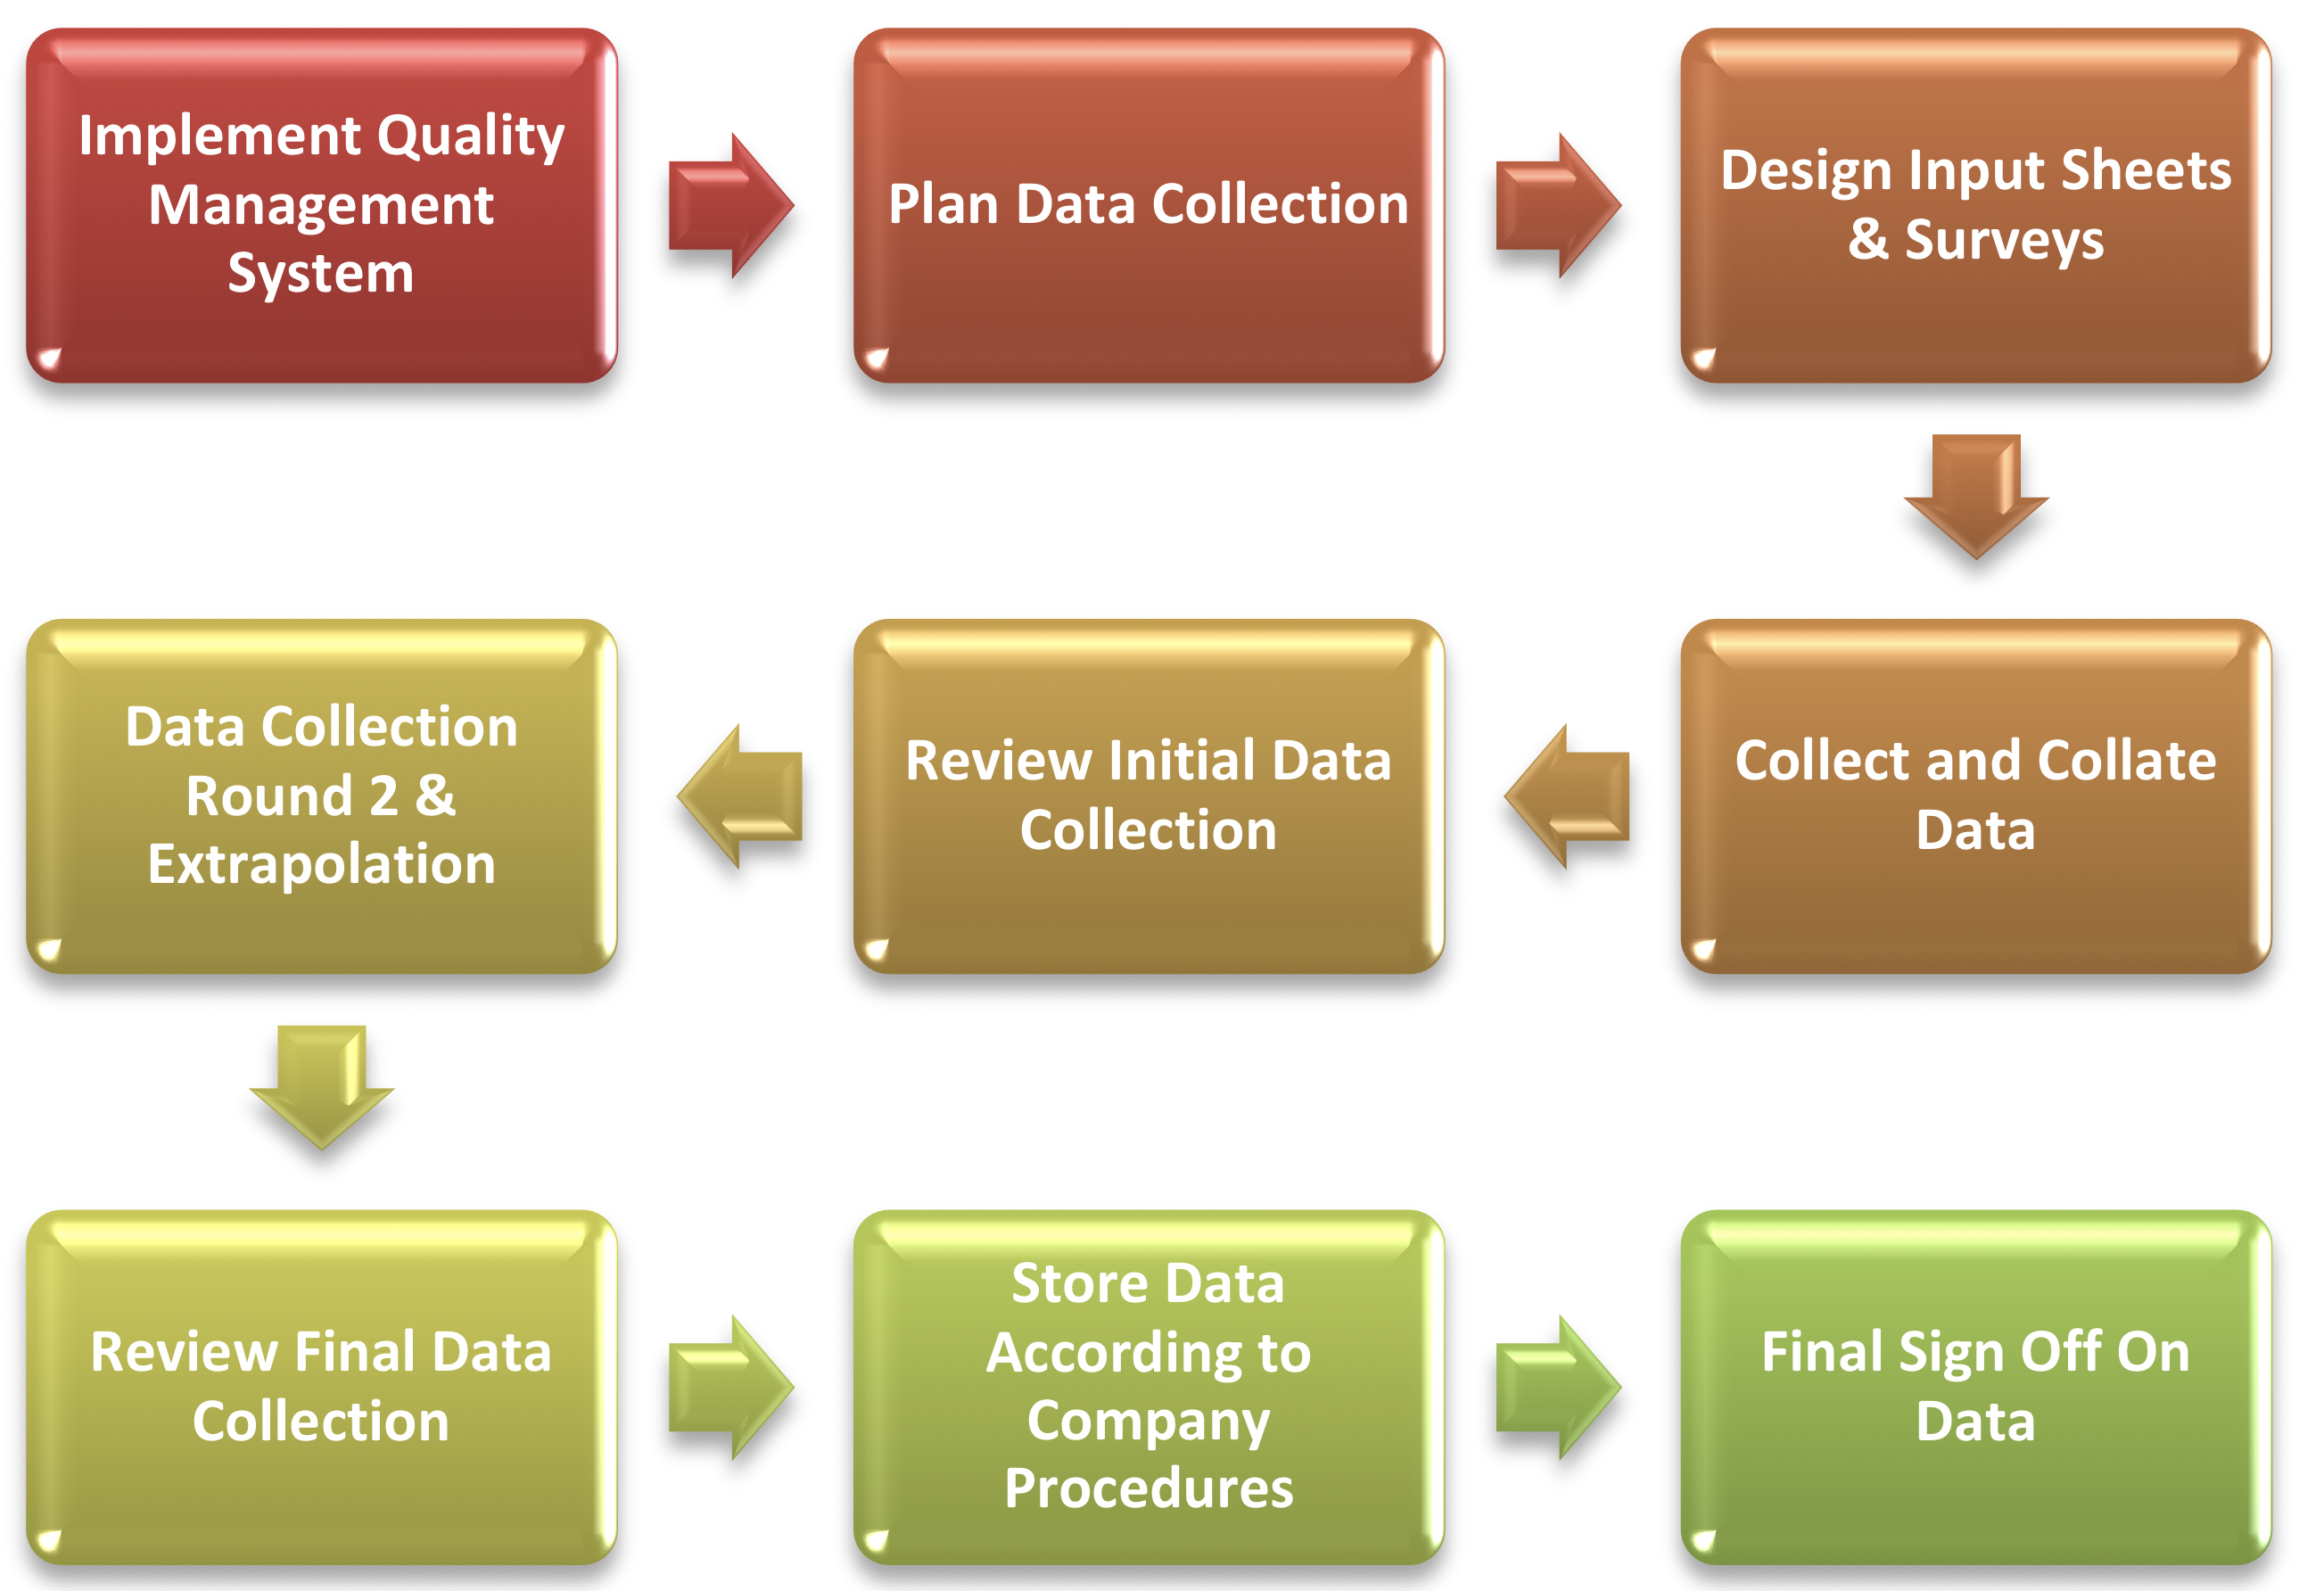 Implement Quality
Management
System
Plan Data Collection
Design Input Sheets
& Surveys
Collect and Collate
Data
Review Initial Data
Collection
Data Collection
Round 2 &
Extrapolation
Review Final Data
Collection
Store Data
According to
Company
Procedures
Final Sign Off On
Data